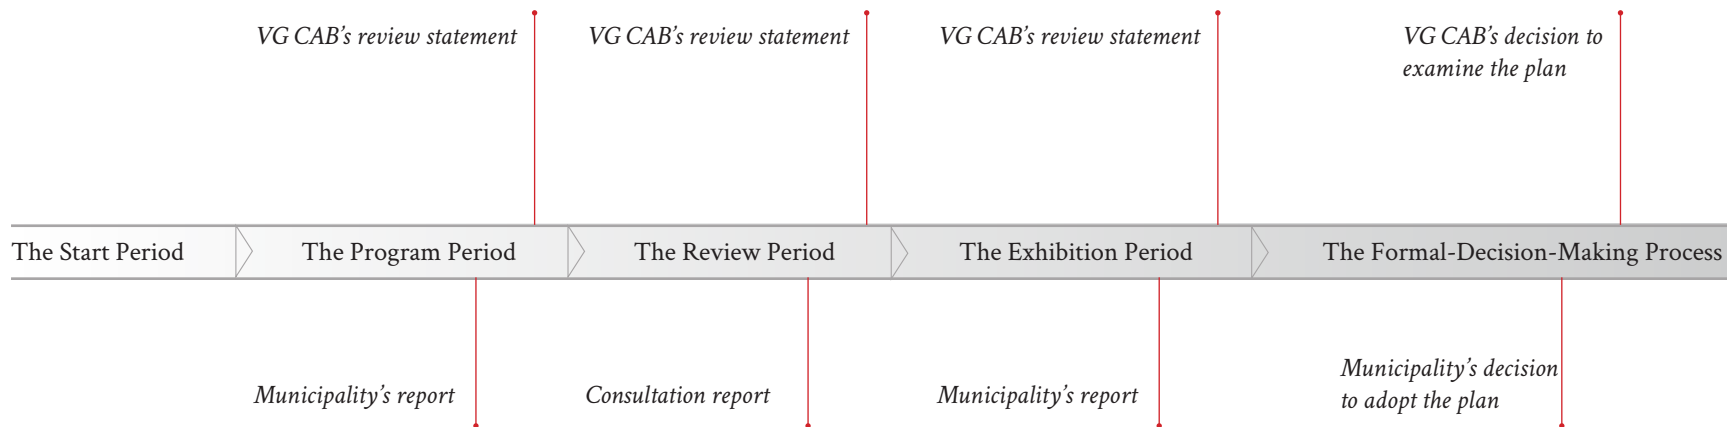 VG CAB’s review statement
VG CAB’s review statement
VG CAB’s review statement
VG CAB’s decision to
examine the plan
The Start Period
The Program Period
The Review Period
The Exhibition Period
The Formal-Decision-Making Process
Municipality’s report
Consultation report
Municipality’s report
Municipality’s decision
to adopt the plan